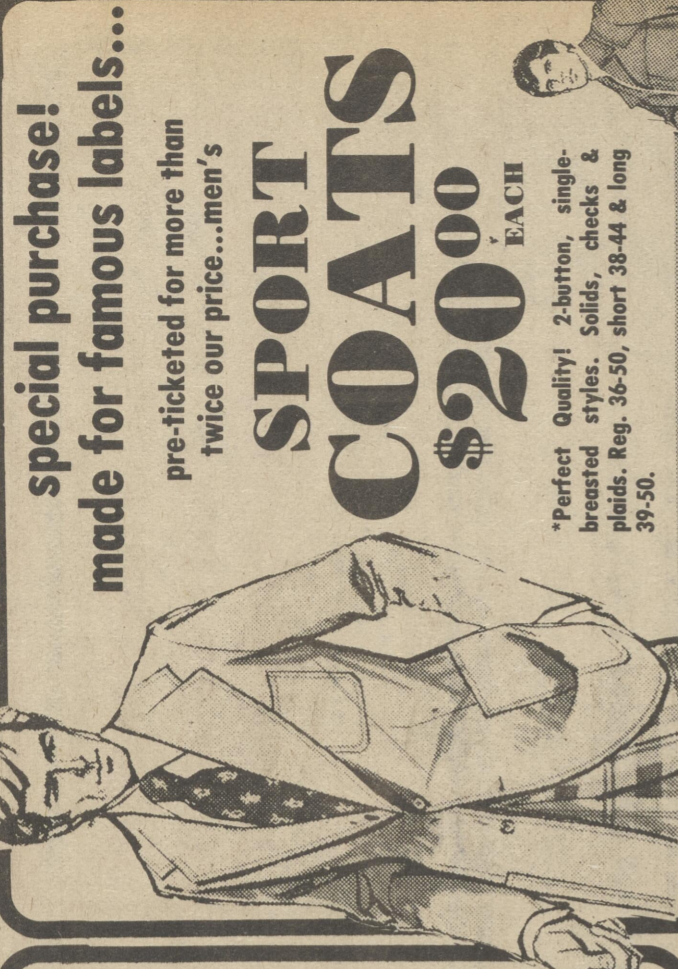 special purchase!
made for famous labels...
pre-ticketed for more than
twice our price...men's
SPORT
COATS
$20.00
EACH
*Perfect Quality! 2-button, single-
breasted styles. Solids, checks &
plaids. Reg. 36-50, short 38-44 & long
39-50.